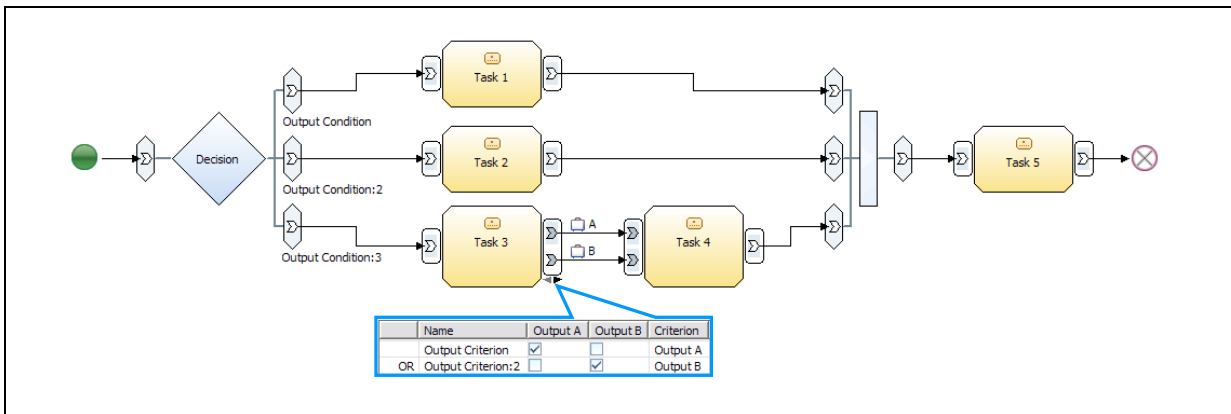 Task 1
Output Condition
Decision
Task 2
Task 5
Output Condition:2
Task 3
A
B
Task 4
Output Condition:3
Name Output A Output B Criterion
Output Criterion Output A
OR Output Criterion:2 Output B